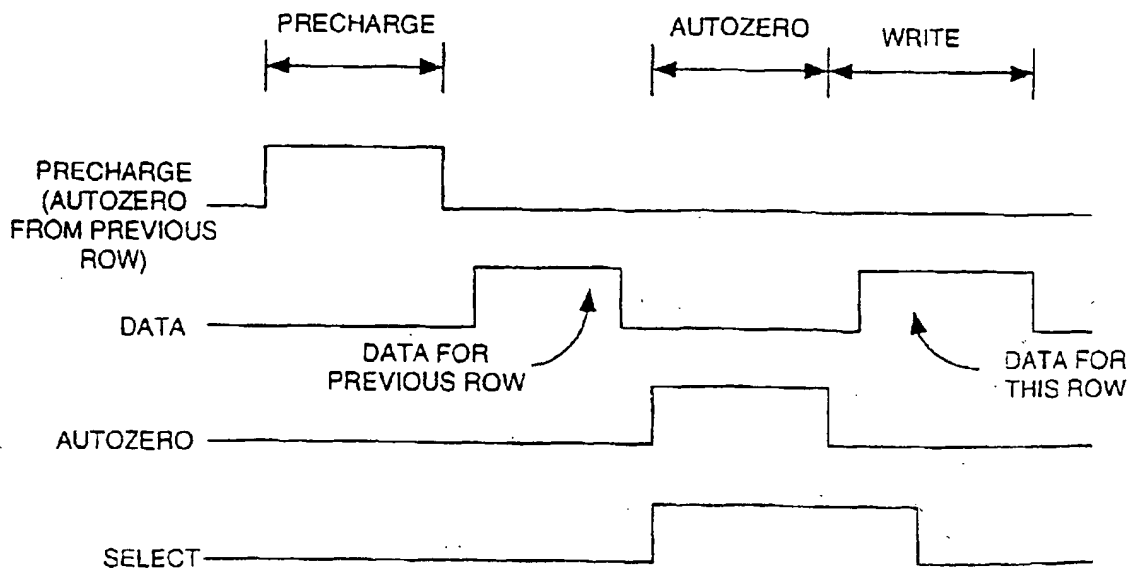 PRECHARGE
AUTOZERO
WRITE
PRECHARGE
(AUTOZERO
FROM PREVIOUS
ROW)
DATA
DATA FOR
PREVIOUS ROW
DATA FOR
THIS ROW
AUTOZERO
SELECT